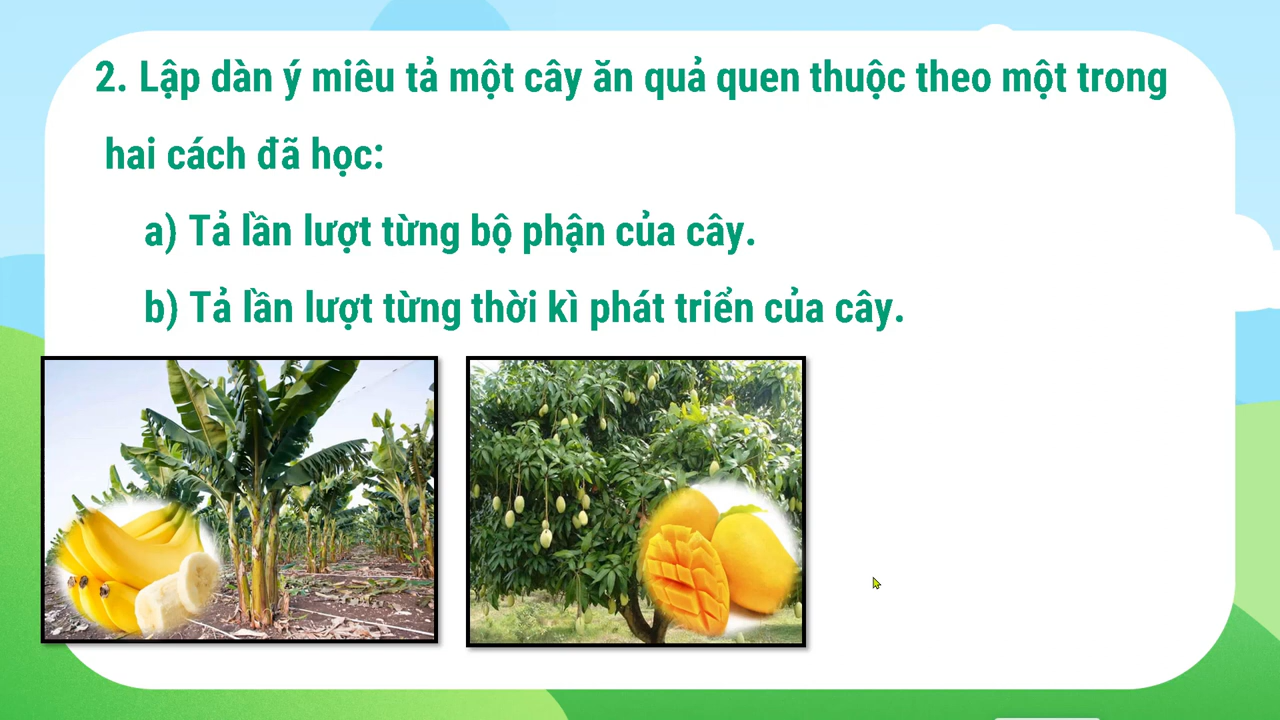 2. Lập dàn ý miêu tả một cây ăn quả quen thuộc theo một trong
hai cách đã học:
a) Tả lần lượt từng bộ phận của cây.
b) Tả lần lượt từng thời kì phát triển của cây.